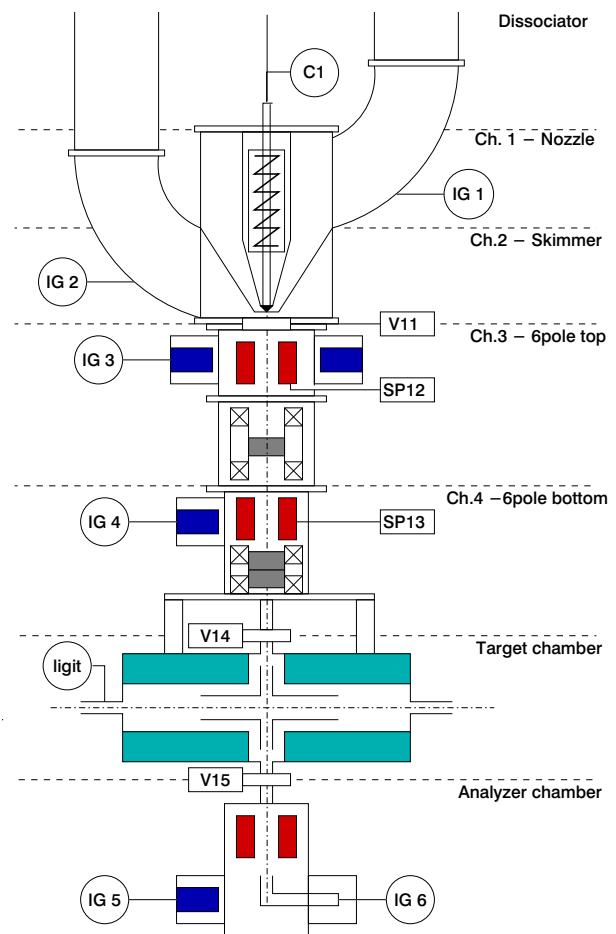 Dissociator
C1
Ch. 1 – Nozzle
IG 1
Ch.2 – Skimmer
IG 2
V11
Ch.3 – 6pole top
IG 3
SP12
Ch.4 –6pole bottom
IG 4
SP13
V14
Target chamber
ligit
V15
Analyzer chamber
IG 5
IG 6